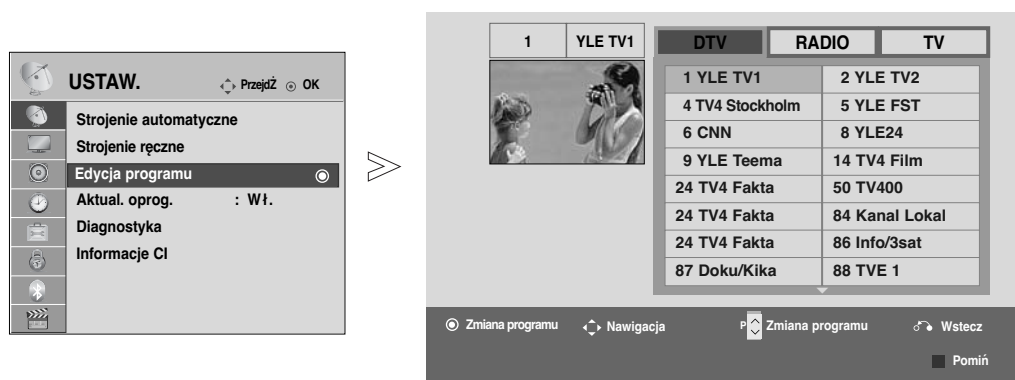 USTAW. PrzejdŹ OK
Strojenie automatyczne
Strojenie ręczne
Edycja programu
Aktual. oprog. : Wł.
Diagnostyka
Informacje CI
1 YLE TV1
DTV RADIO TV
1 YLE TV1 2 YLE TV2
4 TV4 Stockholm 5 YLE FST
6 CNN 8 YLE24
9 YLE Teema 14 TV4 Film
24 TV4 Fakta 50 TV400
24 TV4 Fakta 84 Kanal Lokal
24 TV4 Fakta 86 Info/3sat
87 Doku/Kika 88 TVE 1
Zmiana programu Nawigacja P Zmiana programu Wstecz
Pomiń